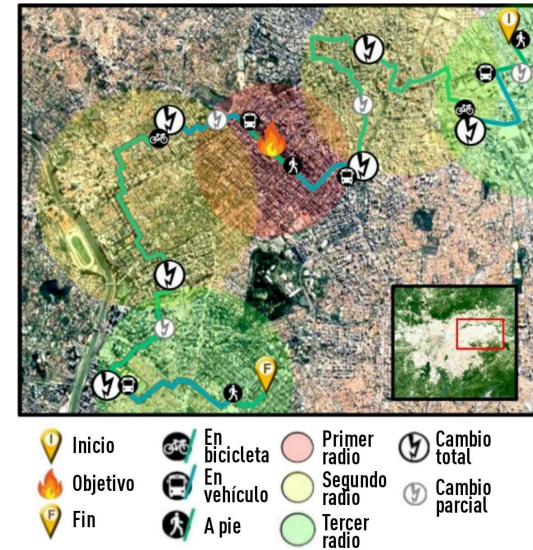 I
F
Inicio
Objetivo
F
Fin
En
bicicleta
En
vehículo
A pie
Primer
radio
Segundo
radio
Tercer
radio
Cambio
total
Cambio
parcial